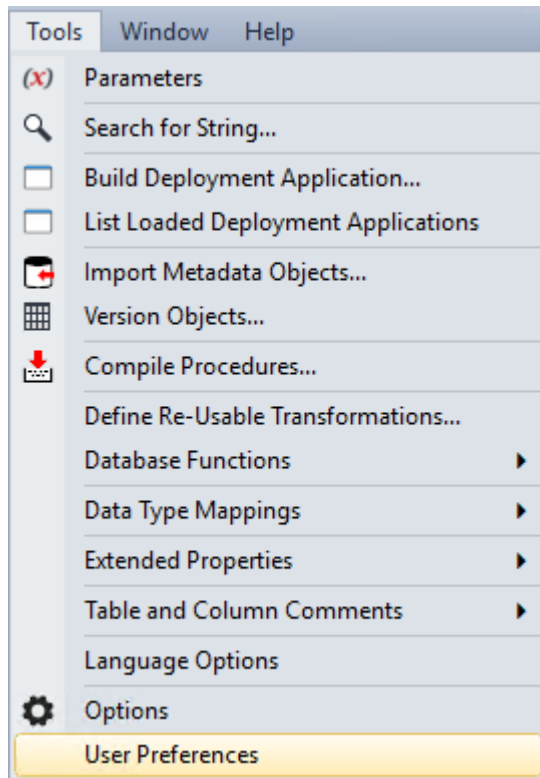 Tools Window Help
(x) Parameters
Search for String...
Build Deployment Application...
List Loaded Deployment Applications
Import Metadata Objects...
Version Objects...
Compile Procedures...
Define Re-Usable Transformations...
Database Functions
Data Type Mappings
Extended Properties
Table and Column Comments
Language Options
Options
User Preferences